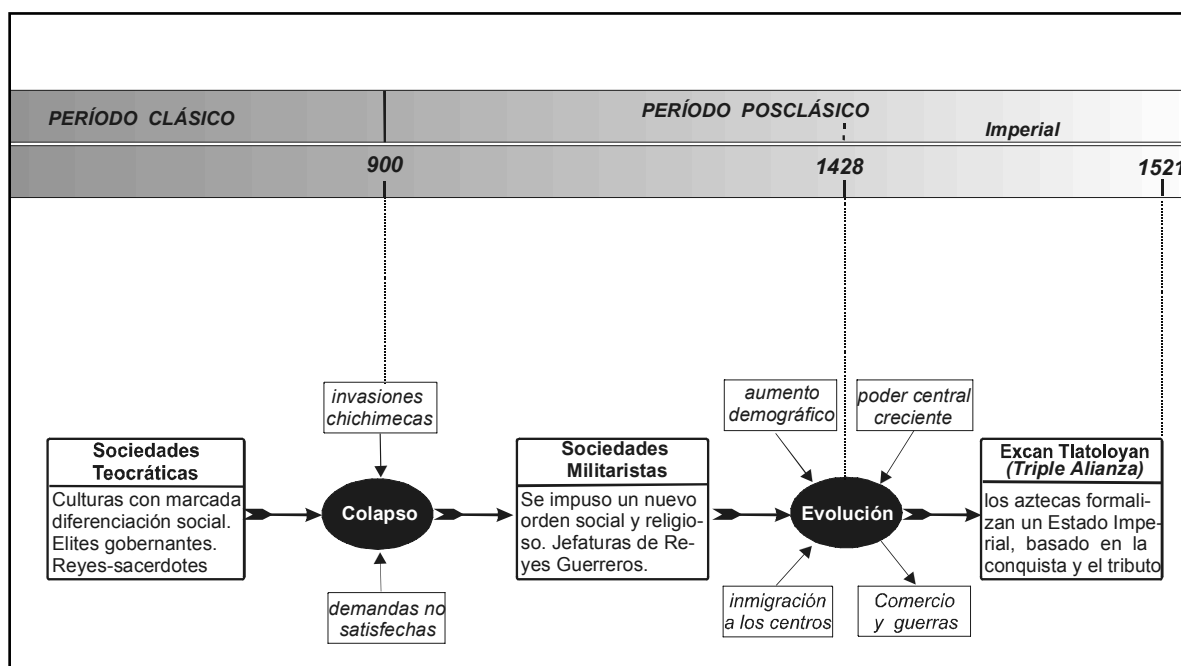 PERÍODO CLÁSICO
PERÍODO POSCLÁSICO
Imperial
900
1428
1521
invasiones
chichimecas
aumento
demográfico
poder central
creciente
Sociedades
Teocráticas
Culturas con marcada
diferenciación social.
Elites gobernantes.
Reyes-sacerdotes
Colapso
Sociedades
Militaristas
Se impuso un nuevo
orden social y religio-
so. Jefaturas de Re-
yes Guerreros.
Evolución
Excan Tlatoloyan
(Triple Alianza)
los aztecas formali-
zan un Estado Impe-
rial, basado en la
conquista y el tributo
demandas no
satisfechas
inmigración
a los centros
Comercio
y guerras